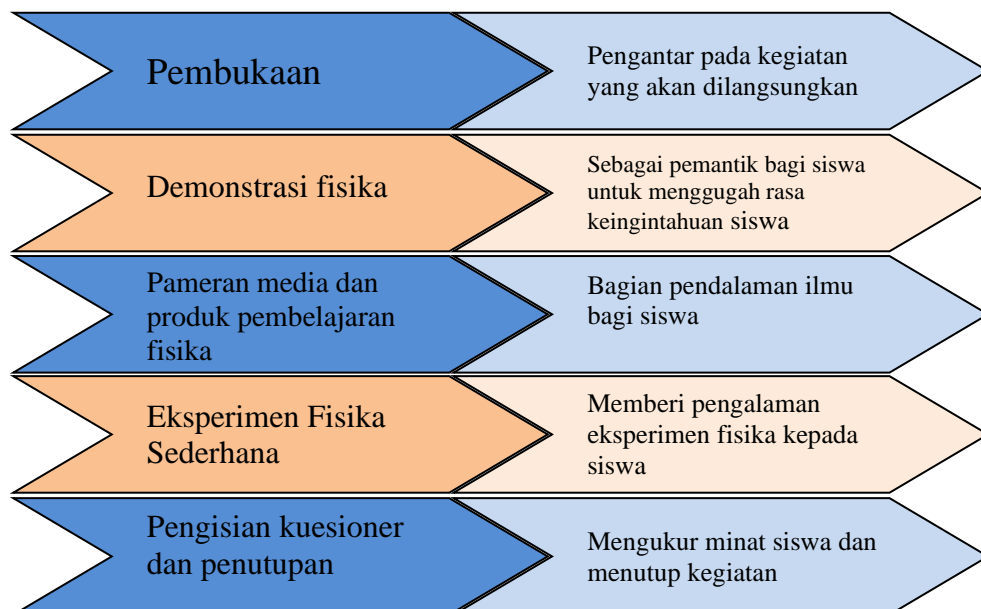 Pembukaan
Pengantar pada kegiatan
yang akan dilangsungkan
Demonstrasi fisika
Sebagai pemantik bagi siswa
untuk menggugah rasa
keingintahuan siswa
Pameran media dan
produk pembelajaran
fisika
Bagian pendalaman ilmu
bagi siswa
Eksperimen Fisika
Sederhana
Memberi pengalaman
eksperimen fisika kepada
siswa
Pengisian kuesioner
dan penutupan
Mengukur minat siswa dan
menutup kegiatan